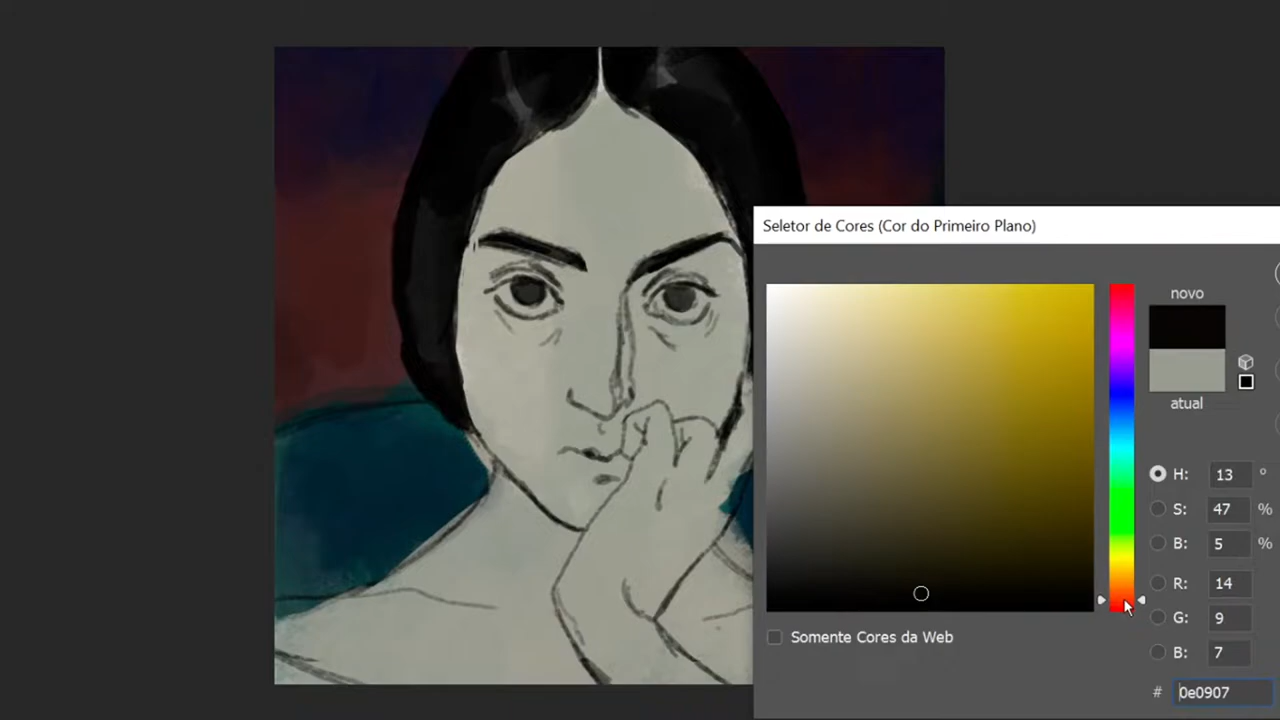 Seletor de Cores (Cor do Primeiro Plano)
novo
atual
H: 13 °
S: 47 %
B: 5 %
R: 14
G: 9
B: 7
Somente Cores da Web
# 0e0907